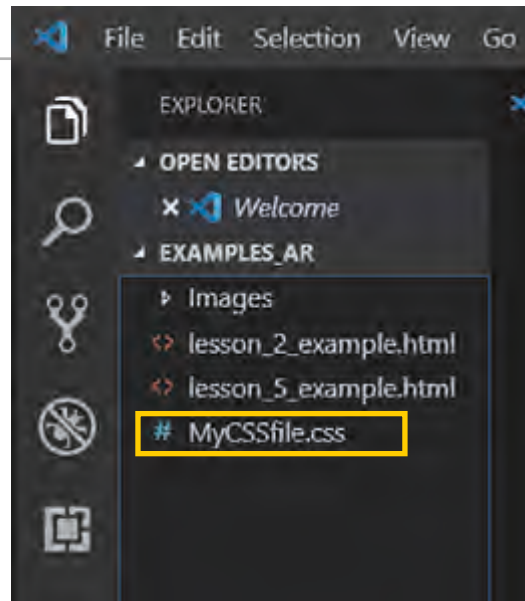 File Edit Selection View Go
EXPLORER
OPEN EDITORS
Welcome
EXAMPLES_AR
Images
<> lesson_2_example.html
<> lesson_5_example.html
# MyCSSfile.css